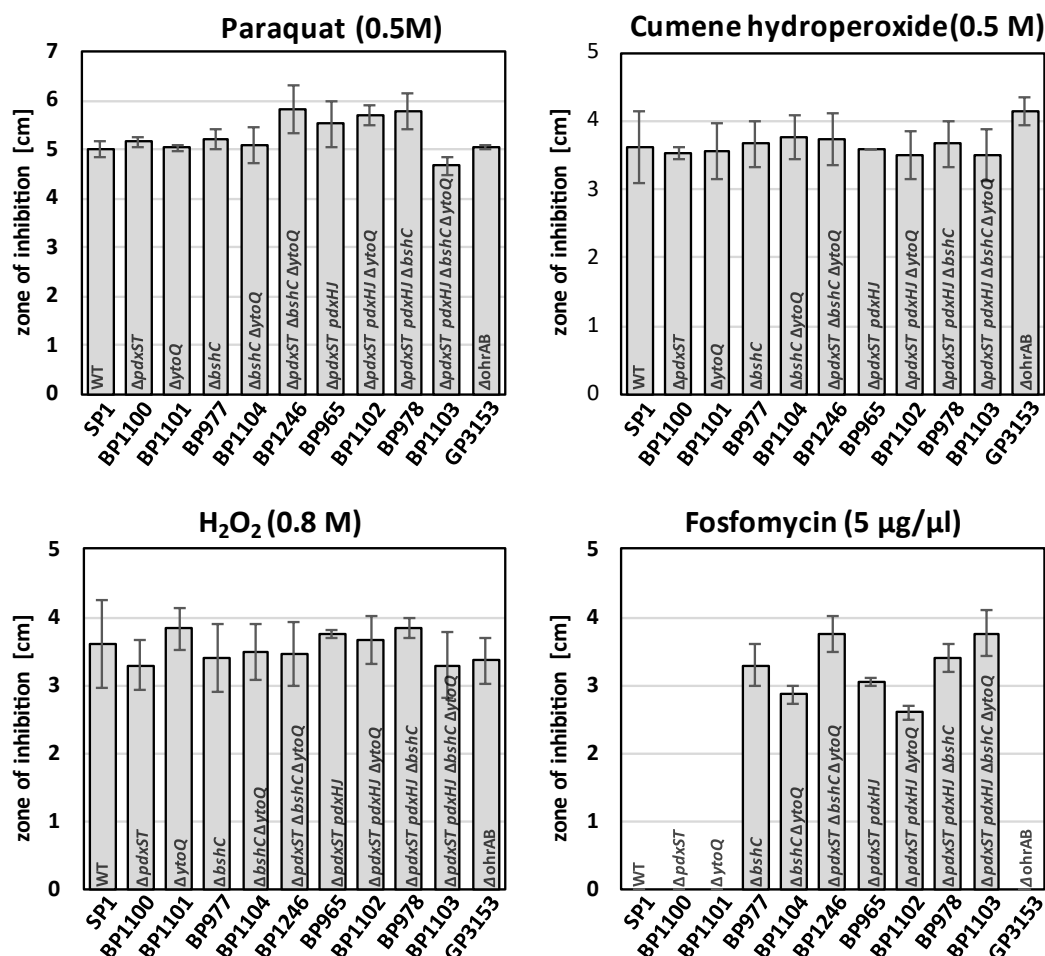 Paraquat (0.5M)
zone of inhibition [cm]
7
6
5
4
3
2
1
0
WT
ΔpdxST
ΔytoQ
ΔbshC
ΔbshC ΔytoQ
ΔpdxST ΔbshC ΔytoQ
ΔpdxST pdxHJ
ΔpdxST pdxHJ ΔytoQ
ΔpdxST pdxHJ ΔbshC
ΔpdxST pdxHJ ΔbshC ΔytoQ
ΔohrAB
SP1
BP1100
BP1101
BP977
BP1104
BP1246
BP965
BP1102
BP978
BP1103
GP3153
Cumene hydroperoxide(0.5 M)
zone of inhibition [cm]
5
4
3
2
1
0
WT
ΔpdxST
ΔytoQ
ΔbshC
ΔbshC ΔytoQ
ΔpdxST ΔbshC ΔytoQ
ΔpdxST pdxHJ
ΔpdxST pdxHJ ΔytoQ
ΔpdxST pdxHJ ΔbshC
ΔpdxST pdxHJ ΔbshC ΔytoQ
ΔohrAB
SP1
BP1100
BP1101
BP977
BP1104
BP1246
BP965
BP1102
BP978
BP1103
GP3153
H₂O₂ (0.8 M)
zone of inhibition [cm]
5
4
3
2
1
0
WT
ΔpdxST
ΔytoQ
ΔbshC
ΔbshC ΔytoQ
ΔpdxST ΔbshC ΔytoQ
ΔpdxST pdxHJ
ΔpdxST pdxHJ ΔytoQ
ΔpdxST pdxHJ ΔbshC
ΔpdxST pdxHJ ΔbshC ΔytoQ
ΔohrAB
SP1
BP1100
BP1101
BP977
BP1104
BP1246
BP965
BP1102
BP978
BP1103
GP3153
Fosfomycin (5 µg/µl)
zone of inhibition [cm]
5
4
3
2
1
0
WT
ΔpdxST
ΔytoQ
ΔbshC
ΔbshC ΔytoQ
ΔpdxST ΔbshC ΔytoQ
ΔpdxST pdxHJ
ΔpdxST pdxHJ ΔytoQ
ΔpdxST pdxHJ ΔbshC
ΔpdxST pdxHJ ΔbshC ΔytoQ
ΔohrAB
SP1
BP1100
BP1101
BP977
BP1104
BP1246
BP965
BP1102
BP978
BP1103
GP3153